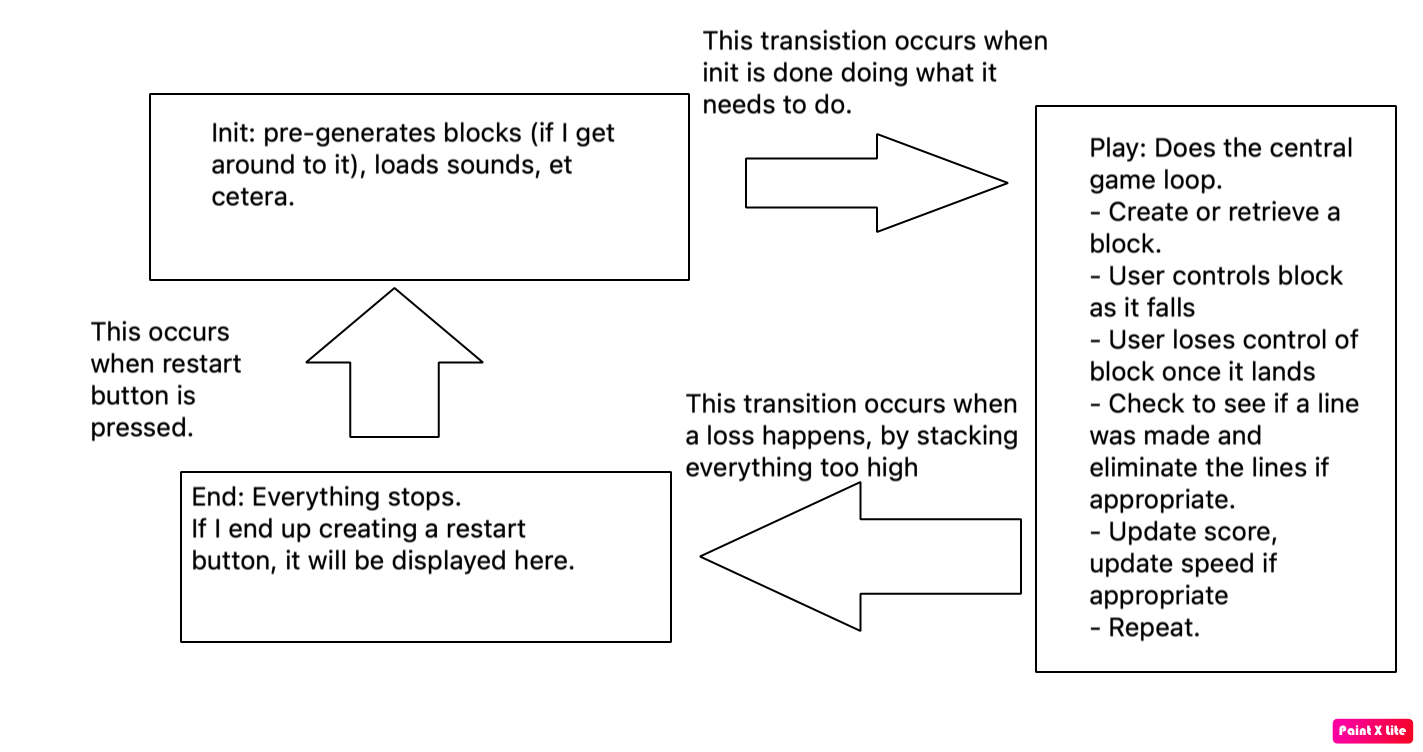 This transistion occurs when
init is done doing what it
needs to do.
Init: pre-generates blocks (if I get
around to it), loads sounds, et
cetera.
Play: Does the central
game loop.
- Create or retrieve a
block.
- User controls block
as it falls
- User loses control of
block once it lands
- Check to see if a line
was made and
eliminate the lines if
appropriate.
- Update score,
update speed if
appropriate
- Repeat.
This occurs
when restart
button is
pressed.
This transition occurs when
a loss happens, by stacking
everything too high
End: Everything stops.
If I end up creating a restart
button, it will be displayed here.
Paint X Lite